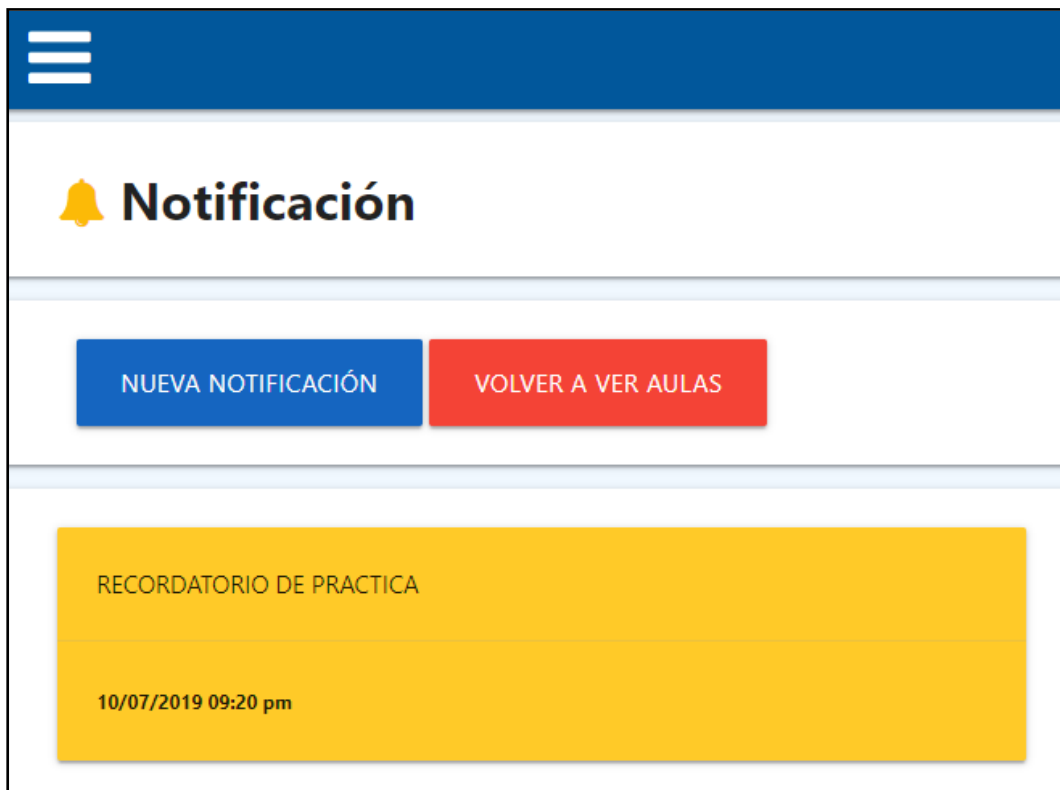 Notificación
NUEVA NOTIFICACIÓN VOLVER A VER AULAS
RECORDATORIO DE PRACTICA
10/07/2019 09:20 pm